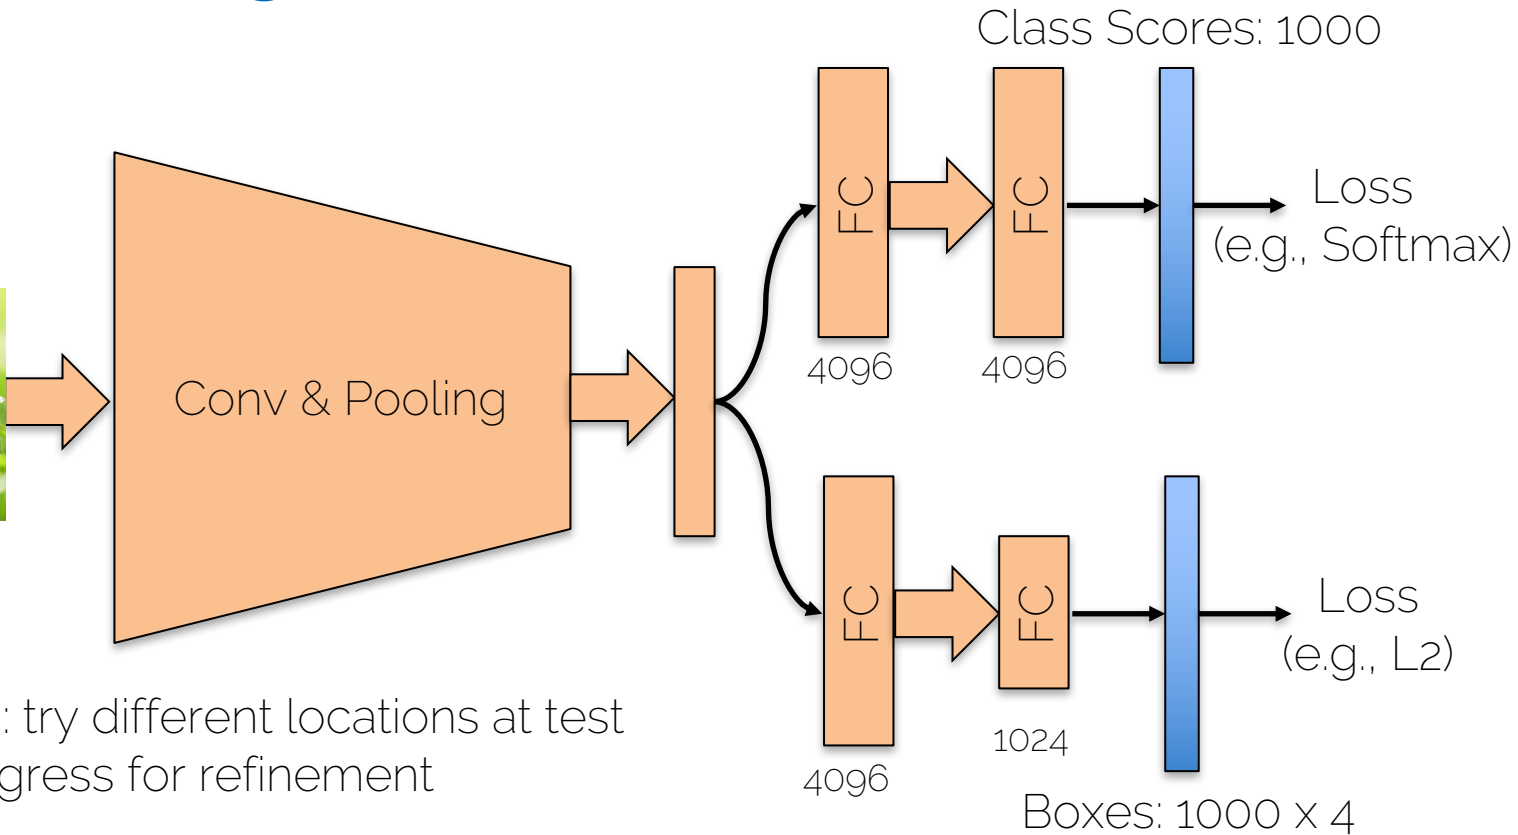 Class Scores: 1000
FC
FC
Loss
(e.g., Softmax)
4096
4096
Conv & Pooling
FC
FC
Loss
(e.g., L2)
: try different locations at test
1024
gress for refinement
4096
Boxes: 1000 x 4